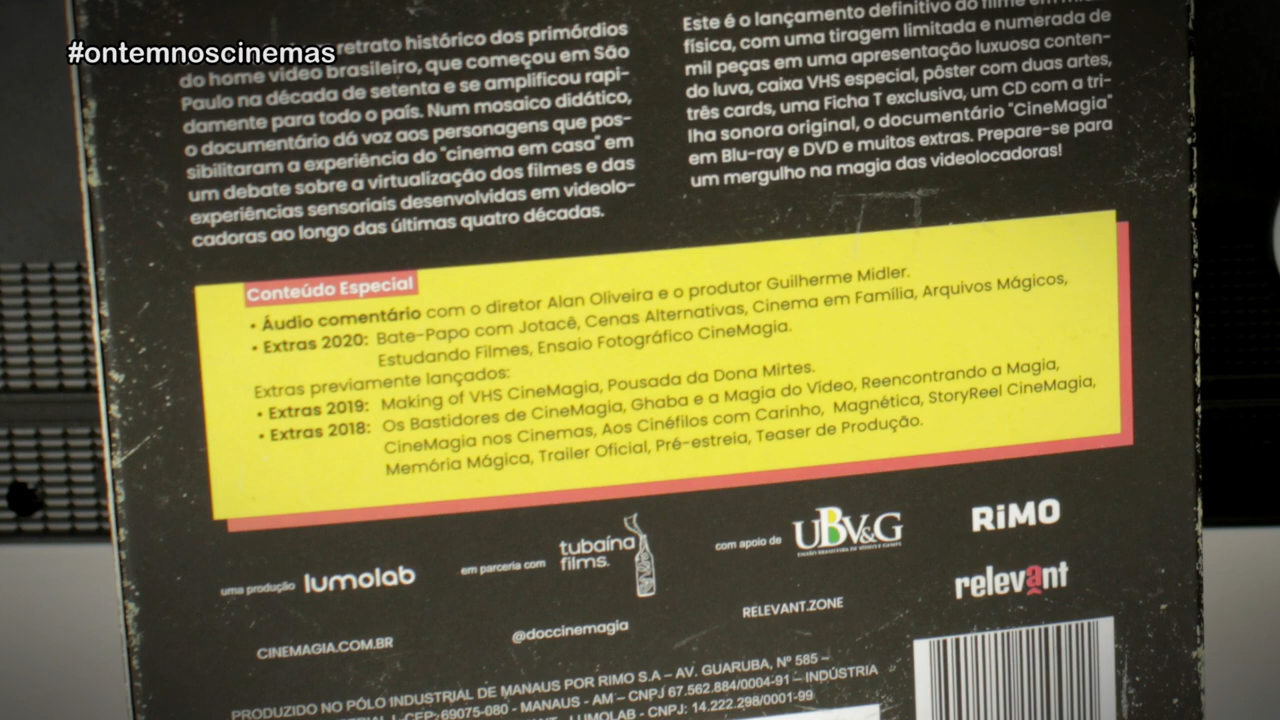 #ontemnoscinemas
retrato histórico dos primórdios
do home vídeo brasileiro, que começou em São
Paulo na década de setenta e se amplificou rapi-
damente para todo o país. Num mosaico didático,
o documentário dá voz aos personagens que pos-
sibilitaram a experiência do "cinema em casa" em
um debate sobre a virtualização dos filmes e das
experiências sensoriais desenvolvidas em videolo-
cadoras ao longo das últimas quatro décadas.
Este é o lançamento definitivo do filme em
física, com uma tiragem limitada e numerada de
mil peças em uma apresentação luxuosa conten-
do luva, caixa VHS especial, pôster com duas artes,
três cards, uma Ficha T exclusiva, um CD com a tri-
lha sonora original, o documentário "CineMagia"
em Blu-ray e DVD e muitos extras. Prepare-se para
um mergulho na magia das videolocadoras!
Conteúdo Especial
• Áudio comentário com o diretor Alan Oliveira e o produtor Guilherme Midler.
• Extras 2020: Bate-Papo com Jotacê, Cenas Alternativas, Cinema em Família, Arquivos Mágicos,
Estudando Filmes, Ensaio Fotográfico CineMagia.
Extras previamente lançados:
• Extras 2019: Making of VHS CineMagia, Pousada da Dona Mirtes.
• Extras 2018: Os Bastidores de CineMagia, Ghaba e a Magia do Vídeo, Reencontrando a Magia,
CineMagia nos Cinemas, Aos Cinéfilos com Carinho, Magnética, StoryReel CineMagia,
Memória Mágica, Trailer Oficial, Pré-estreia, Teaser de Produção.
uma produção lumolab
em parceria com tubaína films.
com apoio de UBV&G
UNIÃO BRASILEIRA DE VÍDEO E GAMES
RiMO
relevant
CINEMAGIA.COM.BR
@doccinemagia
RELEVANT.ZONE
PRODUZIDO NO PÓLO INDUSTRIAL DE MANAUS POR RIMO S.A – AV. GUARUBA, Nº 585 –
CEP 69075-080 - MANAUS - AM – CNPJ 67.562.884/0004-91 – INDÚSTRIA
LUMOLAB - CNPJ: 14.222.298/0001-99